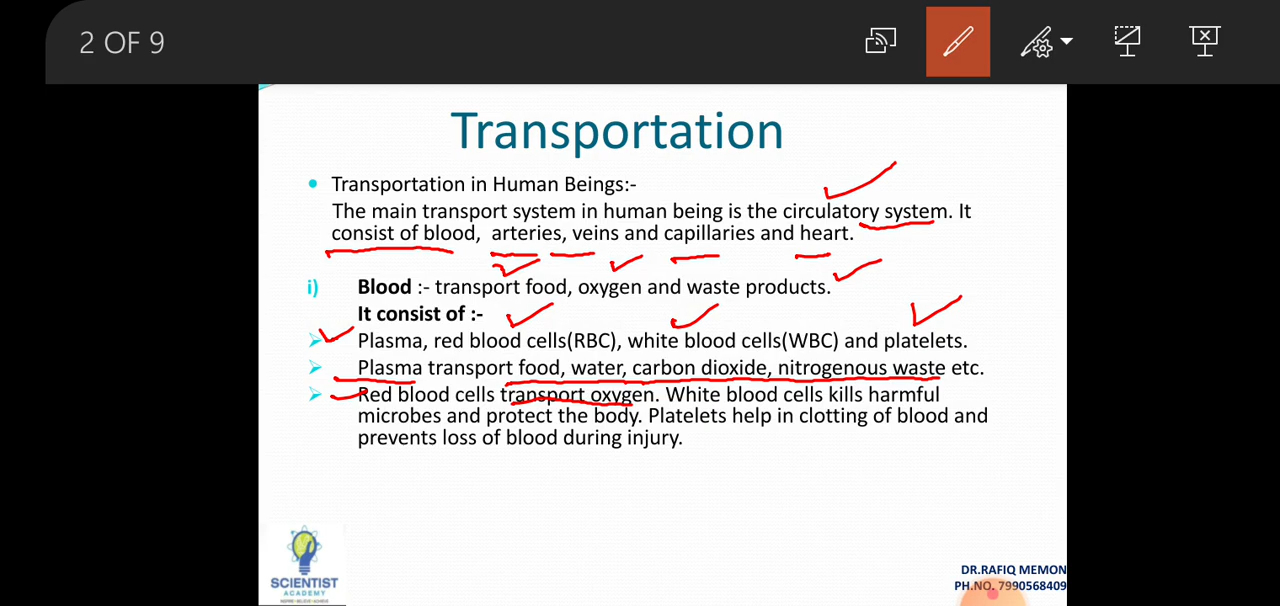 2 OF 9
Transportation
Transportation in Human Beings:-
The main transport system in human being is the circulatory system. It
consist of blood, arteries, veins and capillaries and heart.
i) Blood :- transport food, oxygen and waste products.
It consist of :-
Plasma, red blood cells(RBC), white blood cells(WBC) and platelets.
Plasma transport food, water, carbon dioxide, nitrogenous waste etc.
Red blood cells transport oxygen. White blood cells kills harmful
microbes and protect the body. Platelets help in clotting of blood and
prevents loss of blood during injury.
SCIENTIST
ACADEMY
DR.RAFIQ MEMON
PH.NO. 7990568409